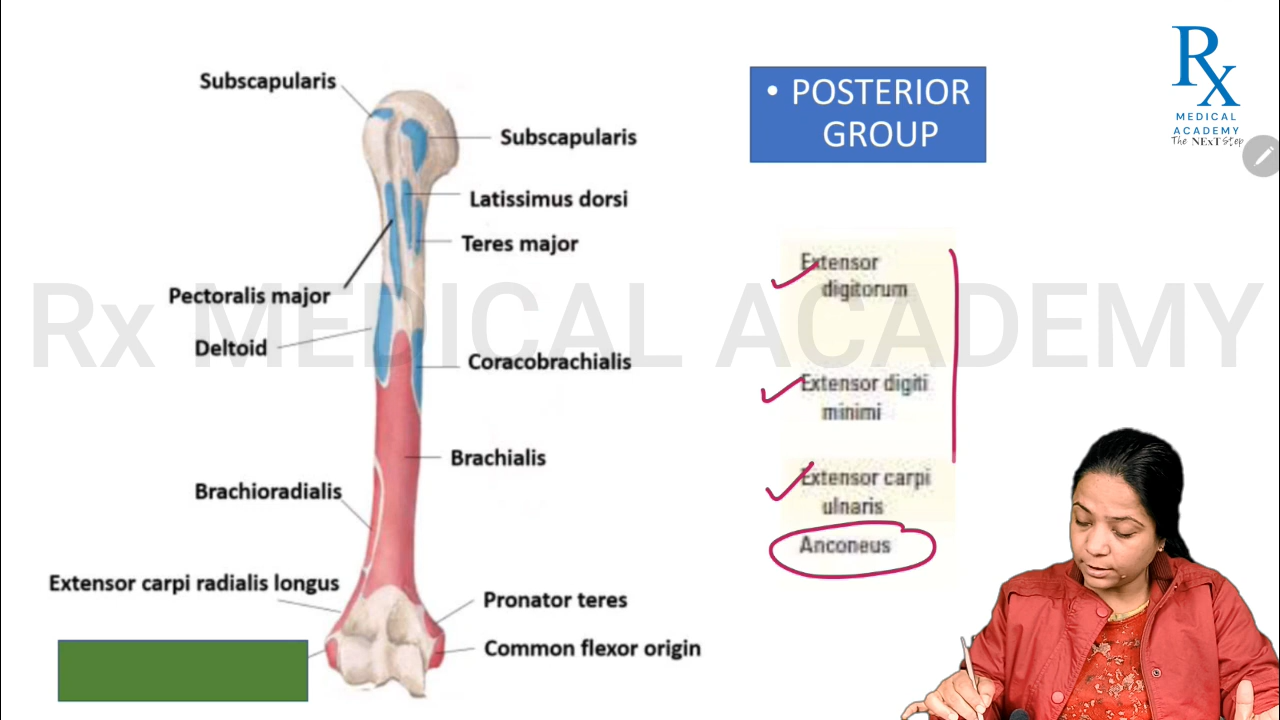 Subscapularis
Subscapularis
Latissimus dorsi
Teres major
Pectoralis major
Deltoid
Coracobrachialis
Brachialis
Brachioradialis
Extensor carpi radialis longus
Pronator teres
Common flexor origin
• POSTERIOR
GROUP
Extensor
digitorum
Extensor digiti
minimi
Extensor carpi
ulnaris
Anconeus
Rx
MEDICAL
ACADEMY
The NExT Step
Rx MEDICAL ACADEMY